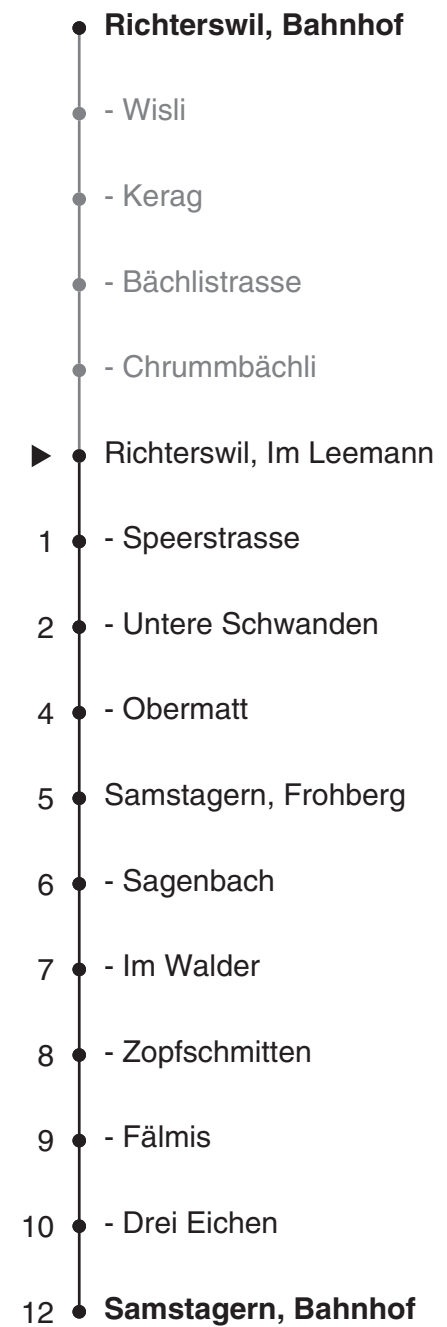 Richterswil, Bahnhof
- Wisli
- Kerag
- Bächlistrasse
- Chrummbächli
Richterswil, Im Leemann
1 - Speerstrasse
2 - Untere Schwanden
4 - Obermatt
5 Samstagern, Frohberg
6 - Sagenbach
7 - Im Walder
8 - Zopfschmitten
9 - Fälmis
10 - Drei Eichen
12 Samstagern, Bahnhof